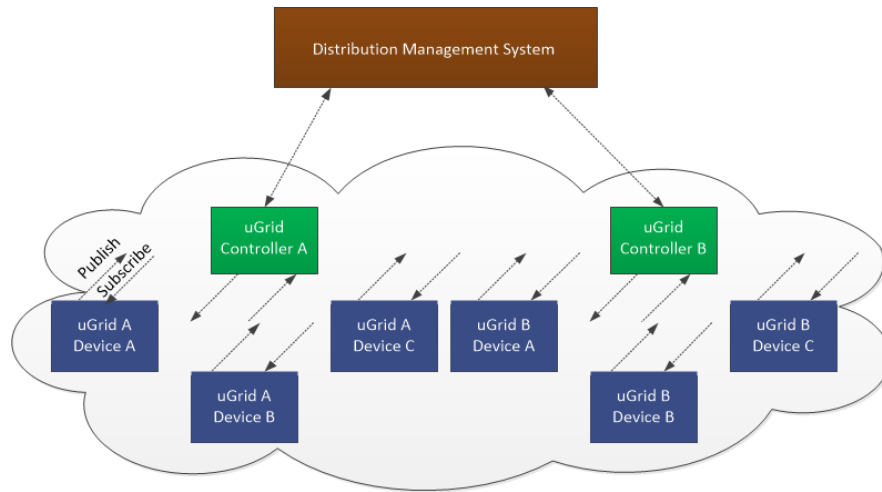 Distribution Management System
uGrid
Controller A
uGrid
Controller B
Publish
Subscribe
uGrid A
Device A
uGrid A
Device C
uGrid B
Device A
uGrid B
Device C
uGrid A
Device B
uGrid B
Device B